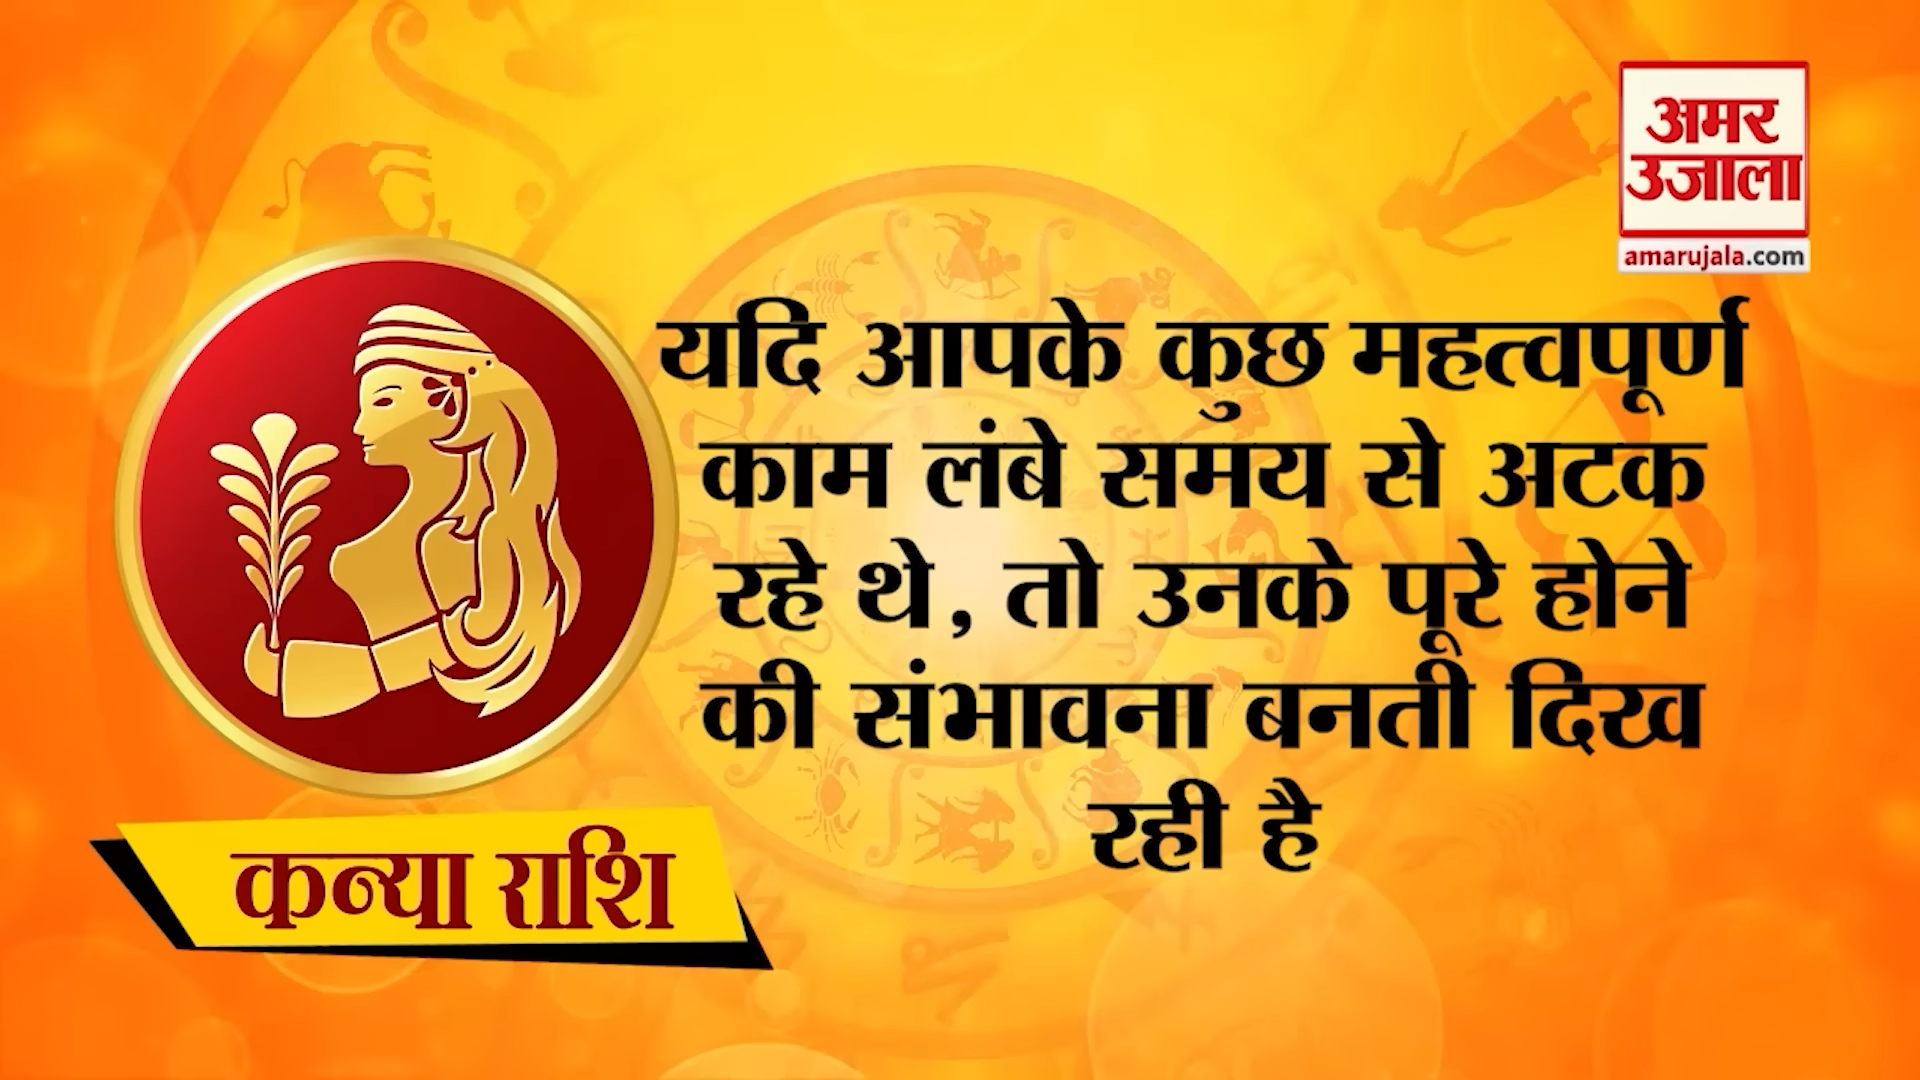 अमर
उजाला
amarujala.com
यदि आपके कुछ महत्वपूर्ण
काम लंबे समय से अटक
रहे थे, तो उनके पूरे होने
की संभावना बनती दिख
रही है
कन्या राशि